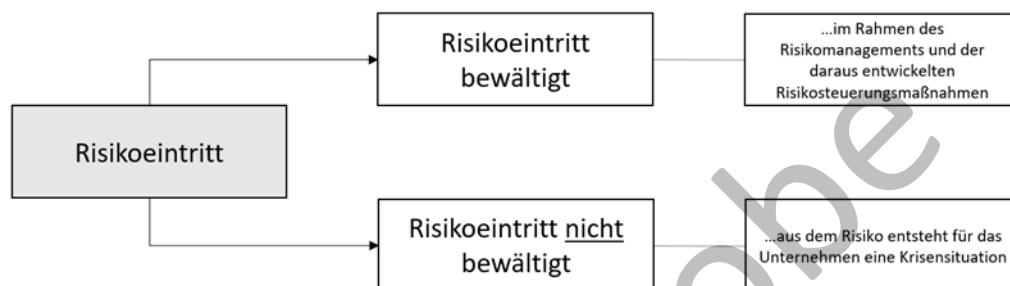 Risikoeintritt
bewältigt
...im Rahmen des
Risikomanagements und der
daraus entwickelten
Risikosteuerungsmaßnahmen
Risikoeintritt
Risikoeintritt nicht
bewältigt
...aus dem Risiko entsteht für das
Unternehmen eine Krisensituation
obe